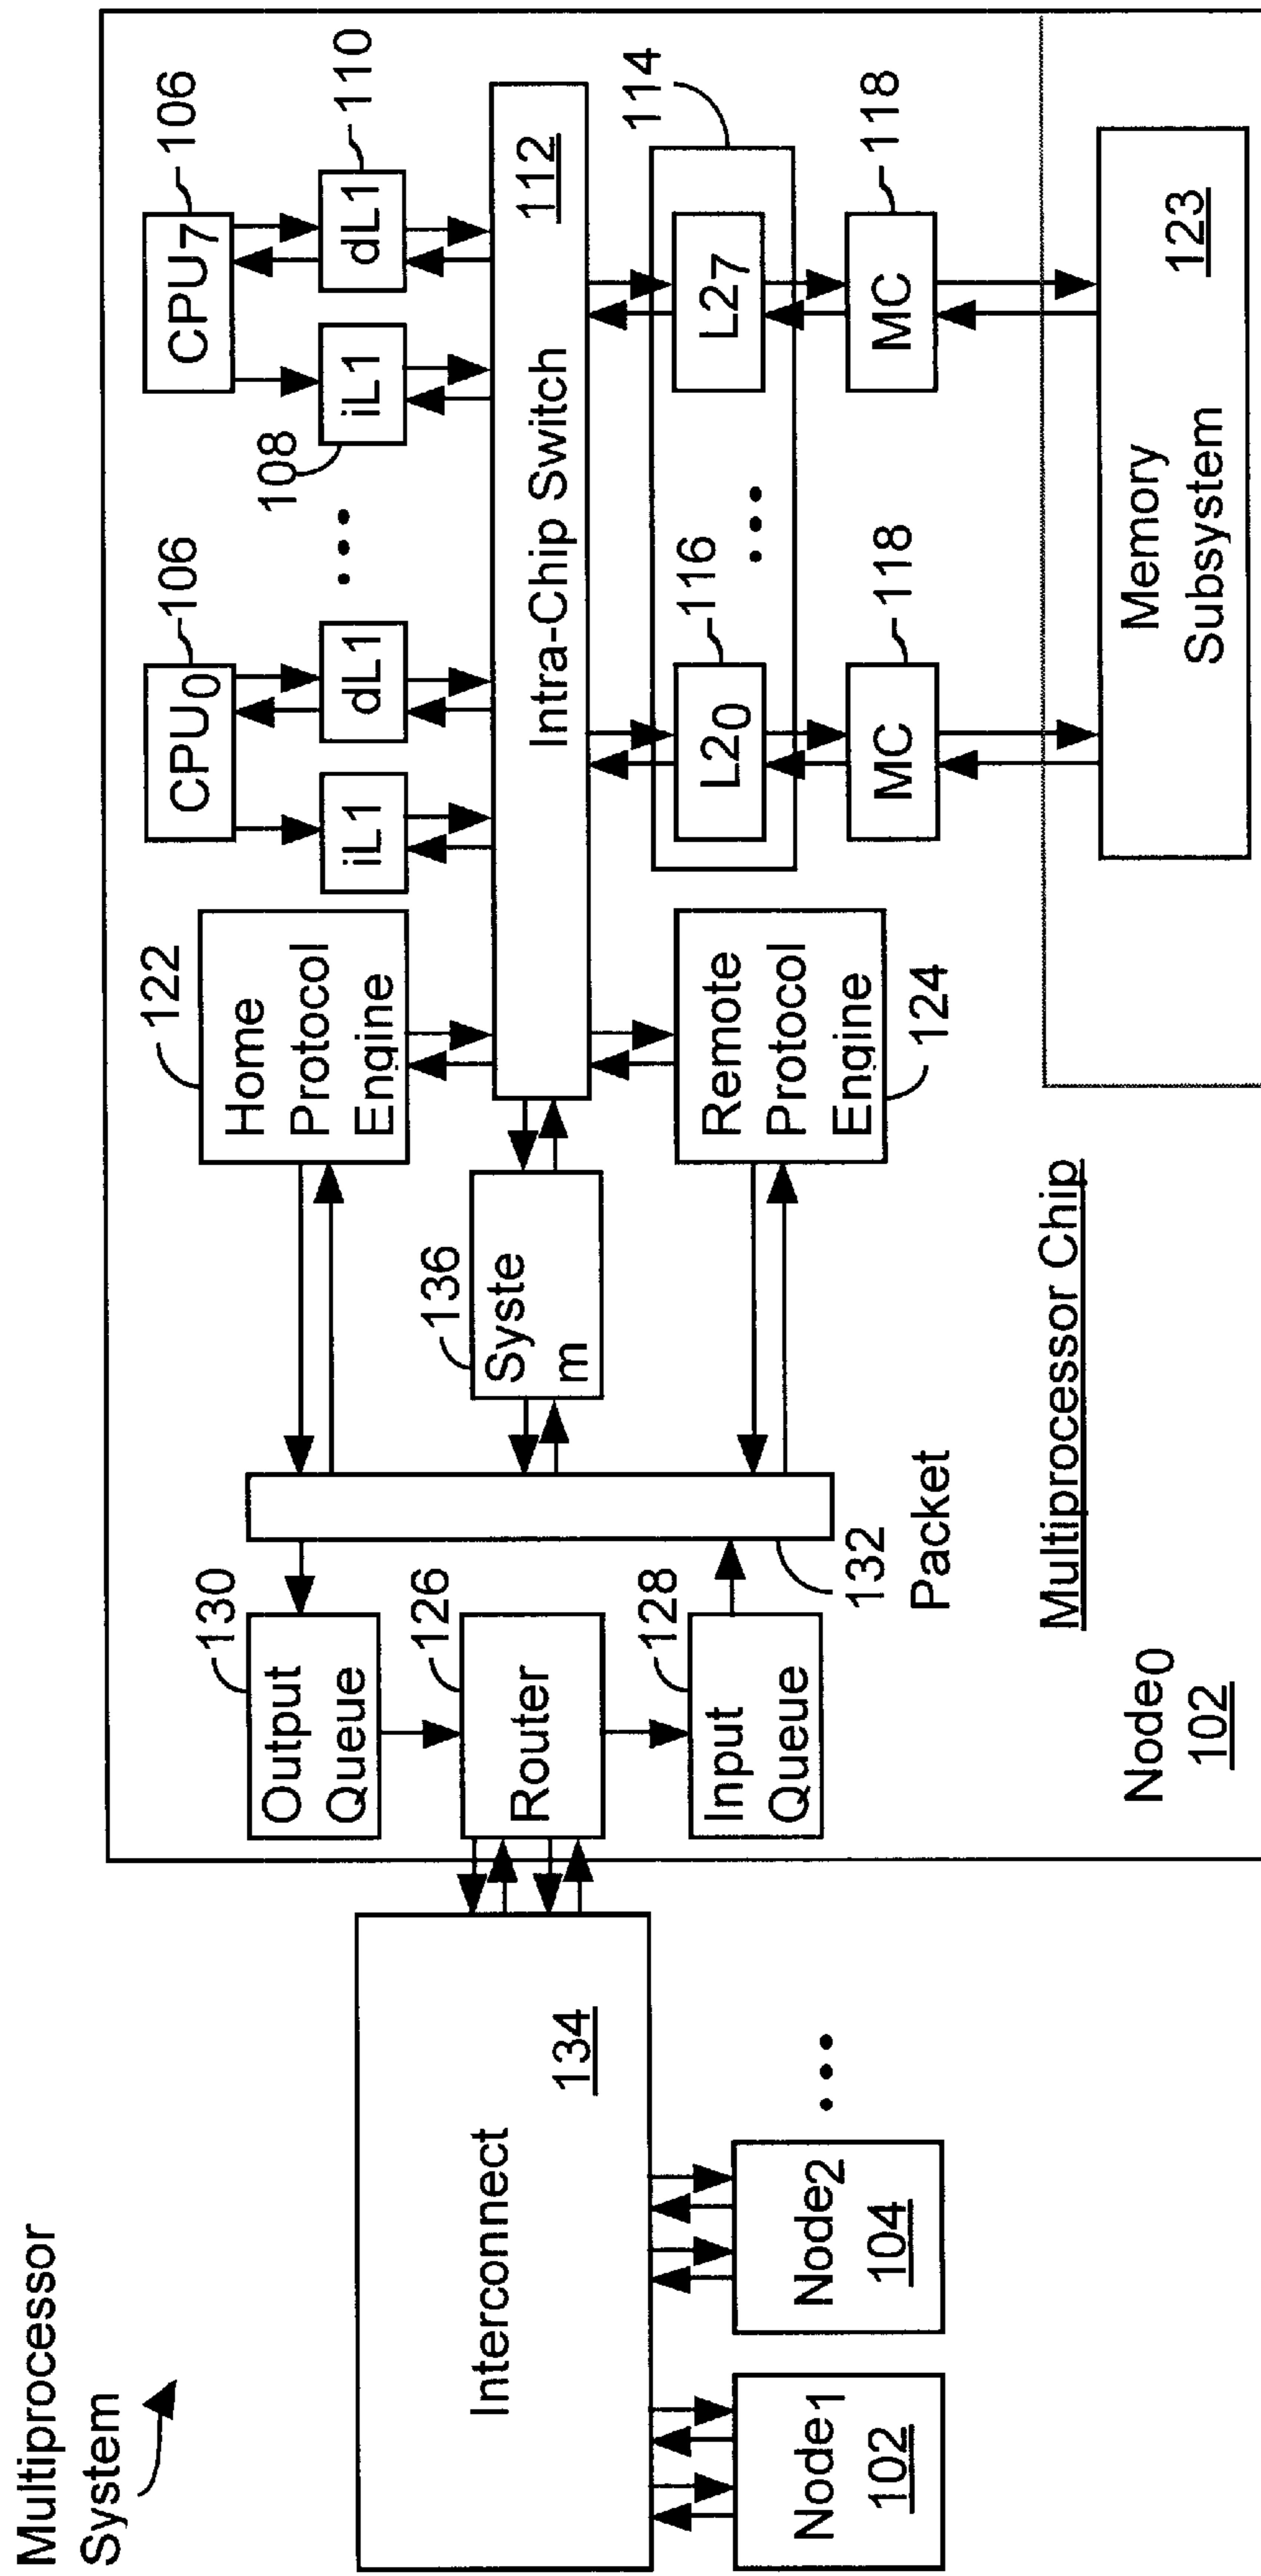 Multiprocessor
System
Interconnect
134
Node1
102
Node2
104
130
Output
Queue
126
Router
128
Input
Queue
132
Packet
136
Syste
m
122
Home
Protocol
Engine
Remote
Protocol
Engine
124
CPU0
106
iL1
dL1
CPU7
106
108
iL1
dL1
110
Intra-Chip Switch
112
114
116
L20
L27
MC
118
MC
118
Memory
Subsystem
123
Multiprocessor Chip
Node0
102